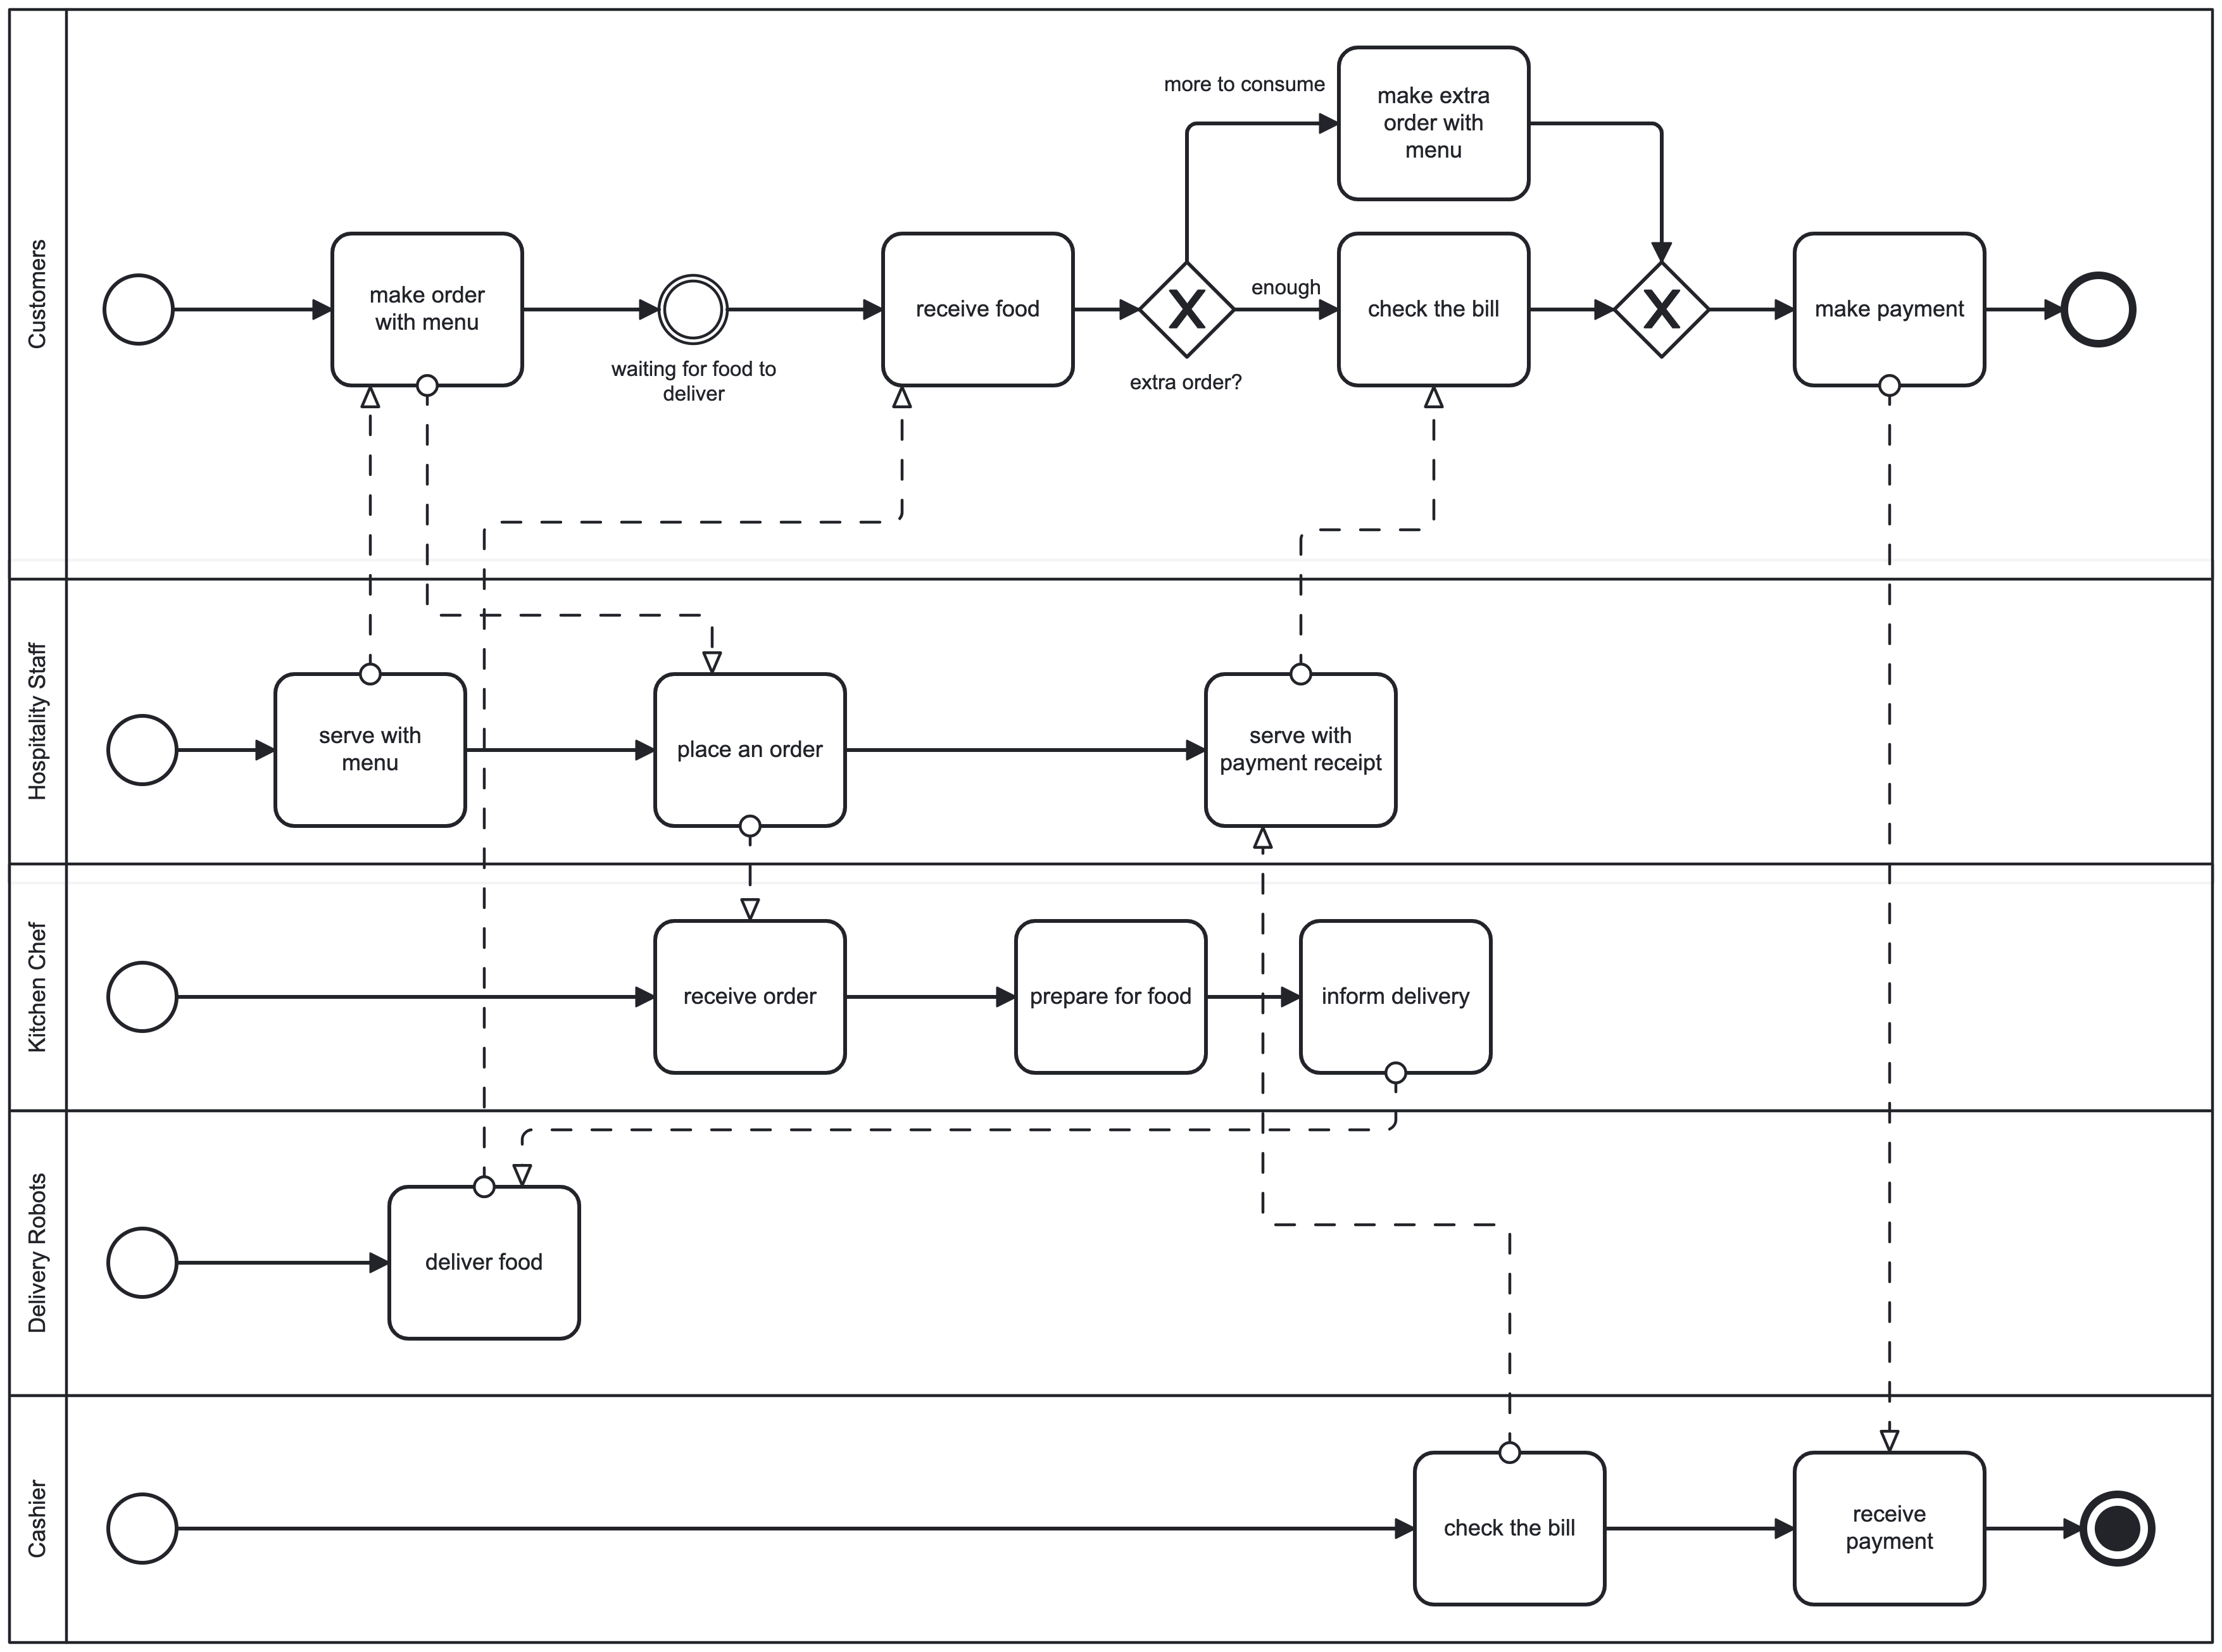 Customers
more to consume
make extra
order with
menu
make order
with menu
waiting for food to
deliver
receive food
X
extra order?
enough
check the bill
X
make payment
Hospitality Staff
serve with
menu
place an order
serve with
payment receipt
Kitchen Chef
receive order
prepare for food
inform delivery
Delivery Robots
deliver food
Cashier
check the bill
receive
payment